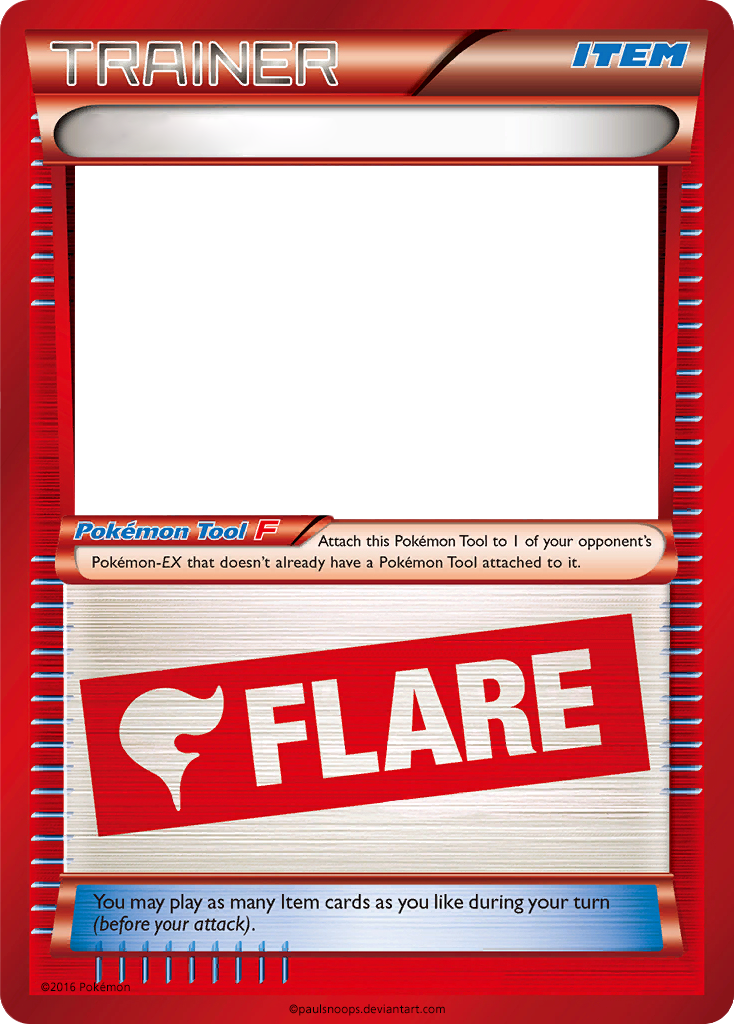 TRAINER
ITEM
Pokémon Tool F
Attach this Pokémon Tool to 1 of your opponent's
Pokémon-EX that doesn't already have a Pokémon Tool attached to it.
FLARE
You may play as many Item cards as you like during your turn
(before your attack).
©2016 Pokémon
©paulsnoops.deviantart.com